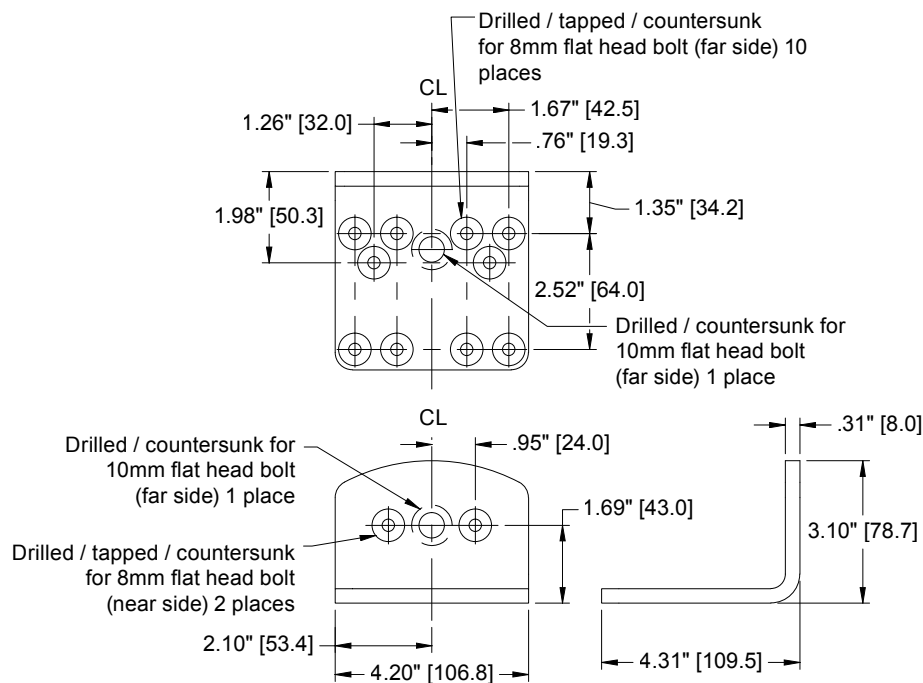 Drilled / tapped / countersunk
for 8mm flat head bolt (far side) 10
places
CL
1.67" [42.5]
1.26" [32.0]
.76" [19.3]
1.98" [50.3]
1.35" [34.2]
2.52" [64.0]
Drilled / countersunk for
10mm flat head bolt
(far side) 1 place
CL
Drilled / countersunk for
10mm flat head bolt
(far side) 1 place
.95" [24.0]
.31" [8.0]
1.69" [43.0]
3.10" [78.7]
Drilled / tapped / countersunk
for 8mm flat head bolt
(near side) 2 places
2.10" [53.4]
4.20" [106.8]
4.31" [109.5]